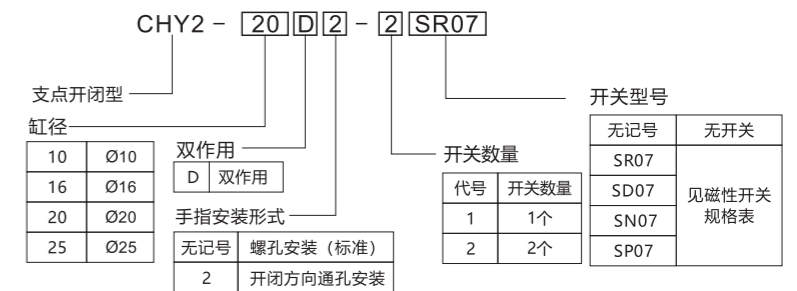 CHY2 - 20 D 2 - 2 SR07
支点开闭型
缸径
10 Ø10
16 Ø16
20 Ø20
25 Ø25
双作用
D 双作用
手指安装形式
无记号 螺孔安装（标准）
2 开闭方向通孔安装
开关数量
代号 开关数量
1 1个
2 2个
开关型号
无记号 无开关
SR07
SD07
SN07
SP07
见磁性开关
规格表